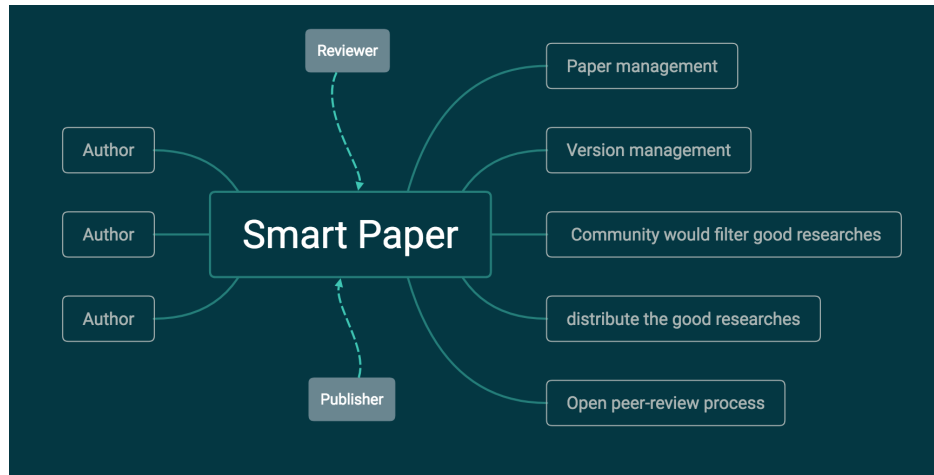 Reviewer
Paper management
Author
Version management
Author
Smart Paper
Community would filter good researches
Author
distribute the good researches
Publisher
Open peer-review process